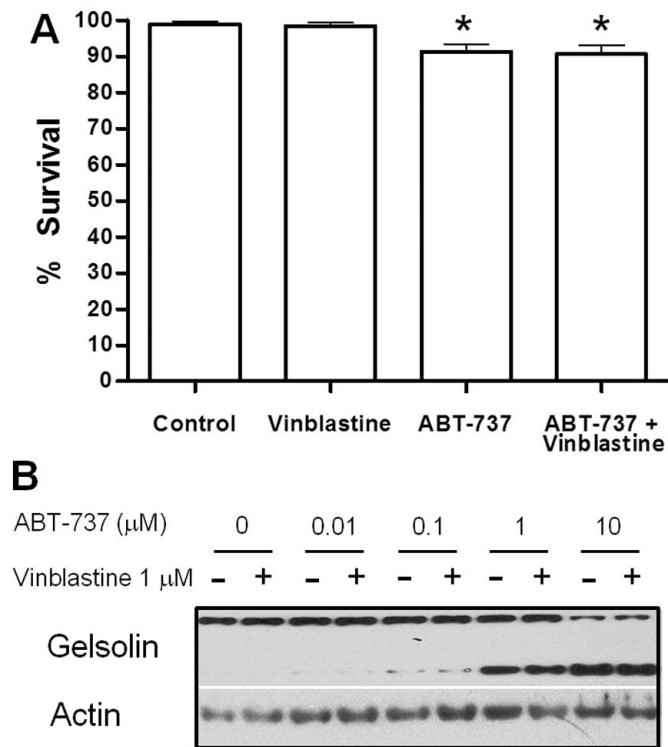 A
% Survival
100
90
80
70
60
50
40
30
20
10
0
* *
Control Vinblastine ABT-737 ABT-737 + Vinblastine
B
ABT-737 (µM) 0 0.01 0.1 1 10
Vinblastine 1 µM – + – + – + – + – +
Gelsolin
Actin